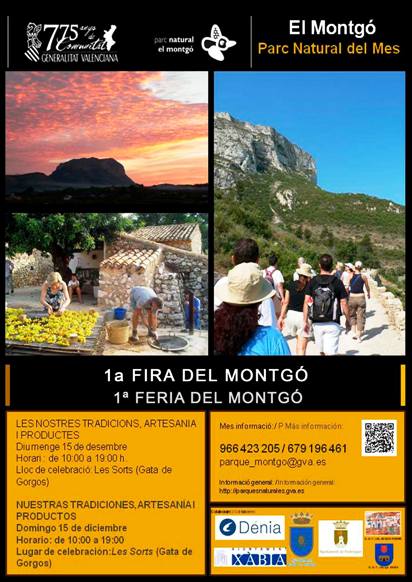 775 anys de Comunitat
GENERALITAT VALENCIANA
parc natural
el montgó
El Montgó
Parc Natural del Mes
1a FIRA DEL MONTGÓ
1ª FERIA DEL MONTGÓ
LES NOSTRES TRADICIONS, ARTESANIA
I PRODUCTES
Diumenge 15 de desembre
Horari : de 10:00 a 19:00 h.
Lloc de celebració: Les Sorts (Gata de
Gorgos)
NUESTRAS TRADICIONES, ARTESANÍA I
PRODUCTOS
Domingo 15 de diciembre
Horario: de 10:00 a 19:00
Lugar de celebración: Les Sorts (Gata de
Gorgos)
Mes informació: / P Más información:
966 423 205 / 679 196 461
parque_montgo@gva.es
Informació general: / Información general:
http://parquesnaturales.gva.es
Dénia
XÀBIA